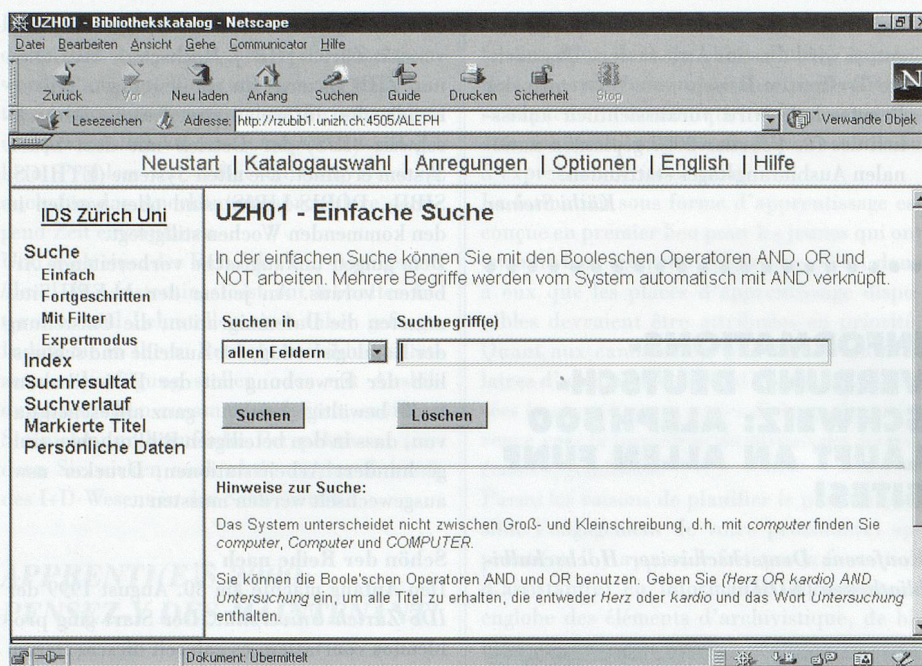 UZH01 - Bibliothekskatalog - Netscape
Datei Bearbeiten Ansicht Gehe Communicator Hilfe
Zurück Vor Neu laden Anfang Suchen Guide Drucken Sicherheit Stop
Lesezeichen Adresse: http://rzubib1.unizh.ch:4505/ALEPH Verwandte Objek
Neustart | Katalogauswahl | Anregungen | Optionen | English | Hilfe
IDS Zürich Uni
Suche
Einfach
Fortgeschritten
Mit Filter
Expertmodus
Index
Suchresultat
Suchverlauf
Markierte Titel
Persönliche Daten
UZH01 - Einfache Suche
In der einfachen Suche können Sie mit den Booleschen Operatoren AND, OR und
NOT arbeiten. Mehrere Begriffe werden vom System automatisch mit AND verknüpft.
Suchen in Suchbegriff(e)
allen Feldern
Suchen Löschen
Hinweise zur Suche:
Das System unterscheidet nicht zwischen Groß- und Kleinschreibung, d.h. mit computer finden Sie
computer, Computer und COMPUTER.
Sie können die Boole'schen Operatoren AND und OR benutzen. Geben Sie (Herz OR kardio) AND
Untersuchung ein, um alle Titel zu erhalten, die entweder Herz oder Kardio und das Wort Untersuchun
enthalten.
Dokument: Übermittelt